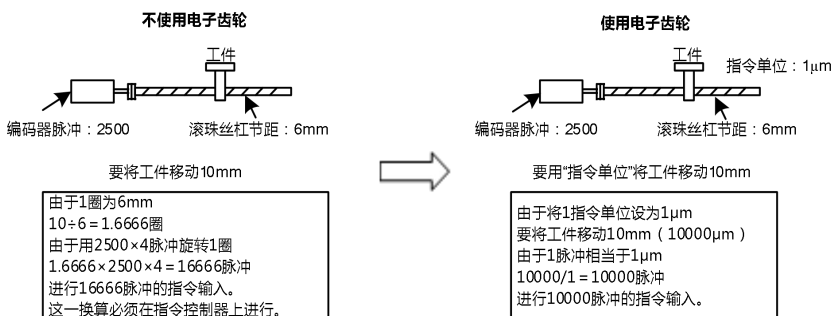 不使用电子齿轮
工件
编码器脉冲：2500
滚珠丝杠节距：6mm
要将工件移动10mm
由于1圈为6mm
10÷6＝1.6666圈
由于用2500×4脉冲旋转1圈
1.6666×2500×4＝16666脉冲
进行16666脉冲的指令输入。
这一换算必须在指令控制器上进行。
使用电子齿轮
工件
指令单位：1μm
编码器脉冲：2500
滚珠丝杠节距：6mm
要用“指令单位”将工件移动10mm
由于将1指令单位设为1μm
要将工件移动10mm（10000μm）
由于1脉冲相当于1μm
10000/1＝10000脉冲
进行10000脉冲的指令输入。